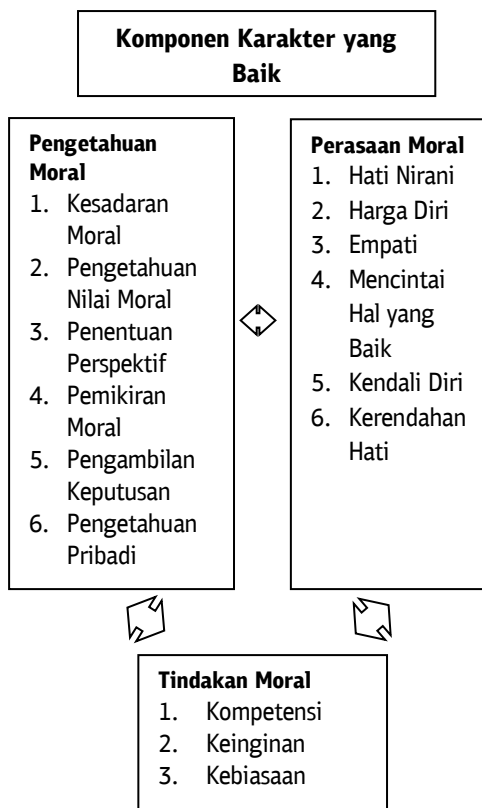 Komponen Karakter yang
Baik
Pengetahuan
Moral
1. Kesadaran
Moral
2. Pengetahuan
Nilai Moral
3. Penentuan
Perspektif
4. Pemikiran
Moral
5. Pengambilan
Keputusan
6. Pengetahuan
Pribadi
Perasaan Moral
1. Hati Nirani
2. Harga Diri
3. Empati
4. Mencintai
Hal yang
Baik
5. Kendali Diri
6. Kerendahan
Hati
Tindakan Moral
1. Kompetensi
2. Keinginan
3. Kebiasaan